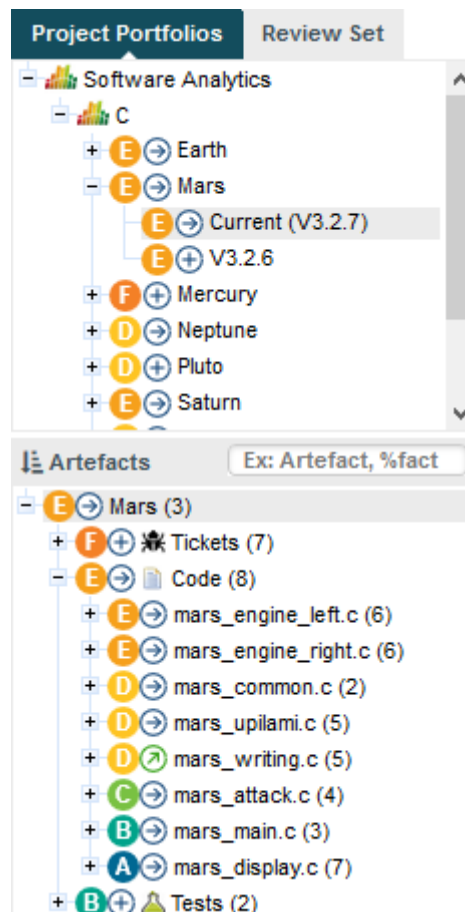 Project Portfolios Review Set
Software Analytics
C
E Earth
E Mars
E Current (V3.2.7)
E V3.2.6
F Mercury
D Neptune
D Pluto
E Saturn
Artefacts Ex: Artefact, %fact
E Mars (3)
F Tickets (7)
E Code (8)
E mars_engine_left.c (6)
E mars_engine_right.c (6)
D mars_common.c (2)
D mars_upilami.c (5)
D mars_writing.c (5)
C mars_attack.c (4)
B mars_main.c (3)
A mars_display.c (7)
B Tests (2)